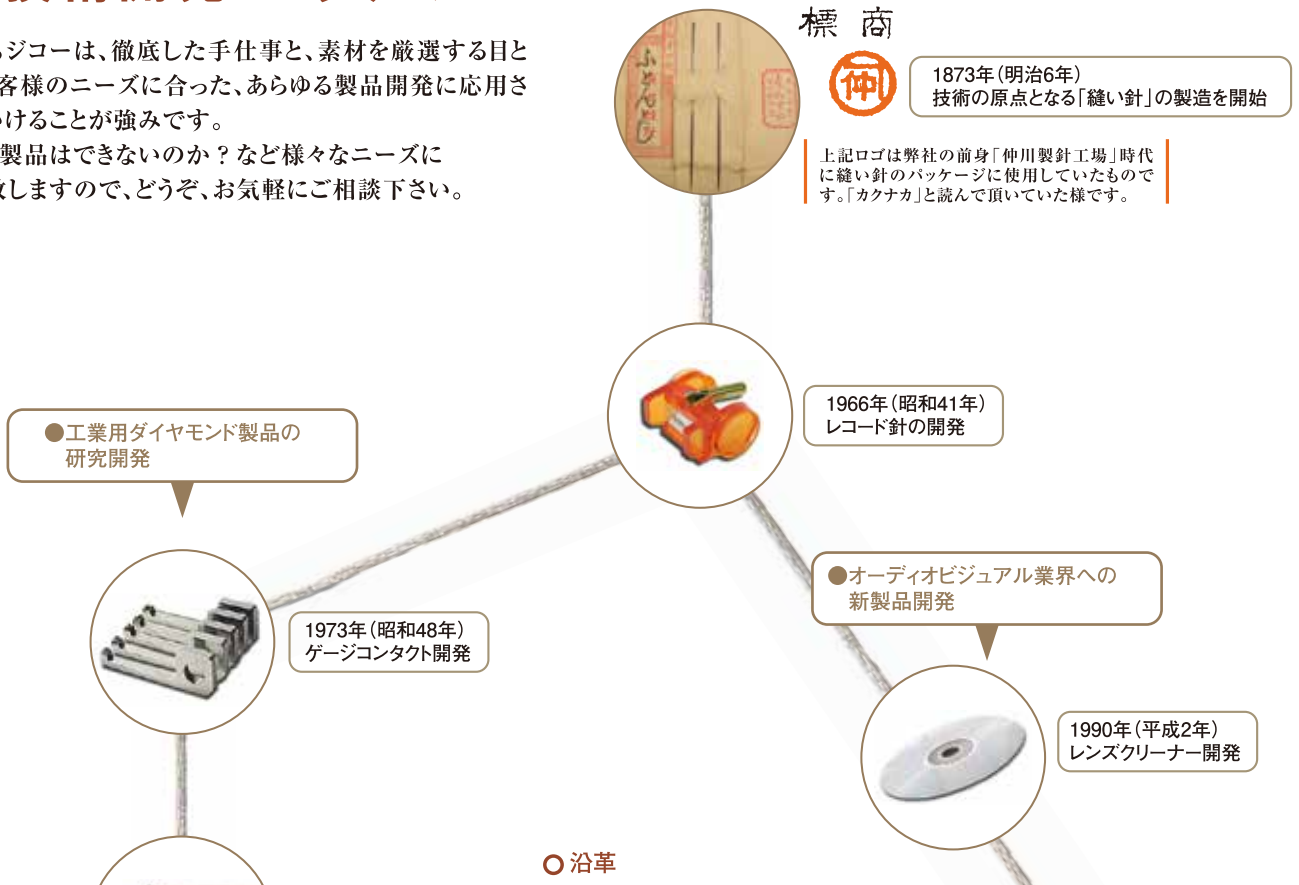 ジコーは、徹底した手仕事と、素材を厳選する目と
客様のニーズに合った、あらゆる製品開発に応用さ
けることが強みです。
製品はできないのか？など様々なニーズに
致しますので、どうぞ、お気軽にご相談下さい。
ふとん
標商
仲
1873年（明治6年）
技術の原点となる「縫い針」の製造を開始
上記ロゴは弊社の前身「仲川製針工場」時代
に縫い針のパッケージに使用していたもので
す。「カクナカ」と読んで頂いていた様です。
1966年（昭和41年）
レコード針の開発
●工業用ダイヤモンド製品の
研究開発
1973年（昭和48年）
ゲージコンタクト開発
●オーディオビジュアル業界への
新製品開発
1990年（平成2年）
レンズクリーナー開発
沿革